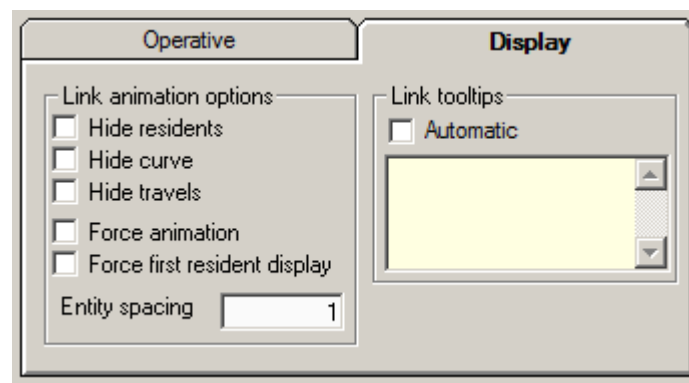 Operative
Display
Link animation options
Hide residents
Hide curve
Hide travels
Force animation
Force first resident display
Entity spacing 1
Link tooltips
Automatic